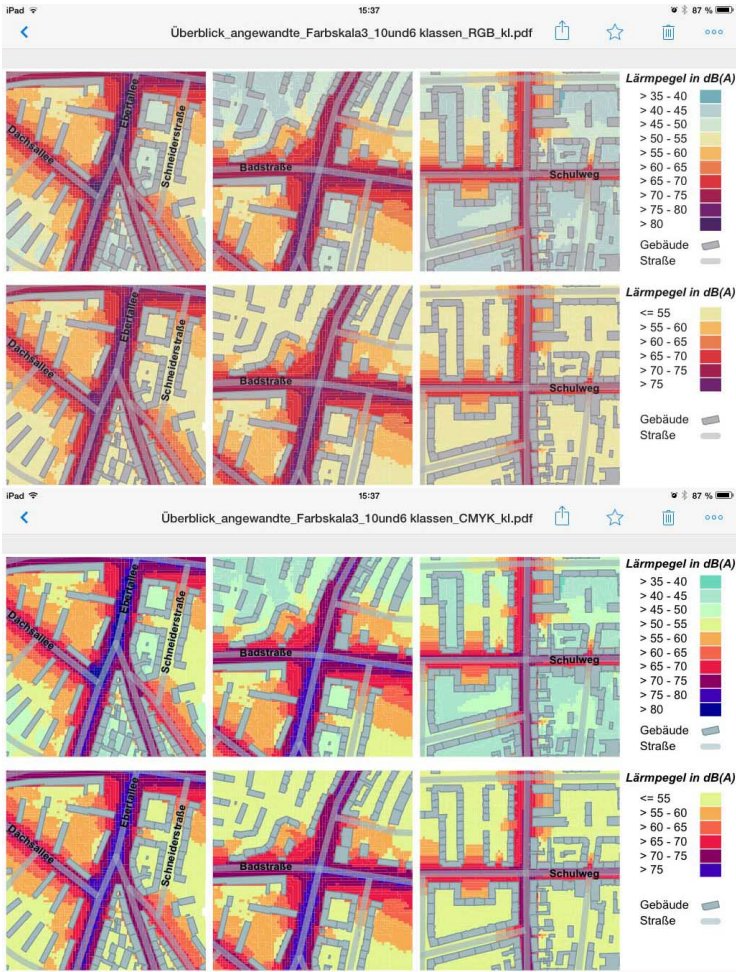 iPad 15:37 87 %
Überblick_angewandte_Farbskala3_10und6 klassen_RGB_kl.pdf
Dachsallee
Ebertallee
Schneiderstraße
Badstraße
Schulweg
Lärmpegel in dB(A)
> 35 - 40
> 40 - 45
> 45 - 50
> 50 - 55
> 55 - 60
> 60 - 65
> 65 - 70
> 70 - 75
> 75 - 80
> 80
Gebäude
Straße
Dachsallee
Ebertallee
Schneiderstraße
Badstraße
Schulweg
Lärmpegel in dB(A)
<= 55
> 55 - 60
> 60 - 65
> 65 - 70
> 70 - 75
> 75
Gebäude
Straße
iPad 15:37 87 %
Überblick_angewandte_Farbskala3_10und6 klassen_CMYK_kl.pdf
Dachsallee
Ebertallee
Schneiderstraße
Badstraße
Schulweg
Lärmpegel in dB(A)
> 35 - 40
> 40 - 45
> 45 - 50
> 50 - 55
> 55 - 60
> 60 - 65
> 65 - 70
> 70 - 75
> 75 - 80
> 80
Gebäude
Straße
Dachsallee
Ebertallee
Schneiderstraße
Badstraße
Schulweg
Lärmpegel in dB(A)
<= 55
> 55 - 60
> 60 - 65
> 65 - 70
> 70 - 75
> 75
Gebäude
Straße